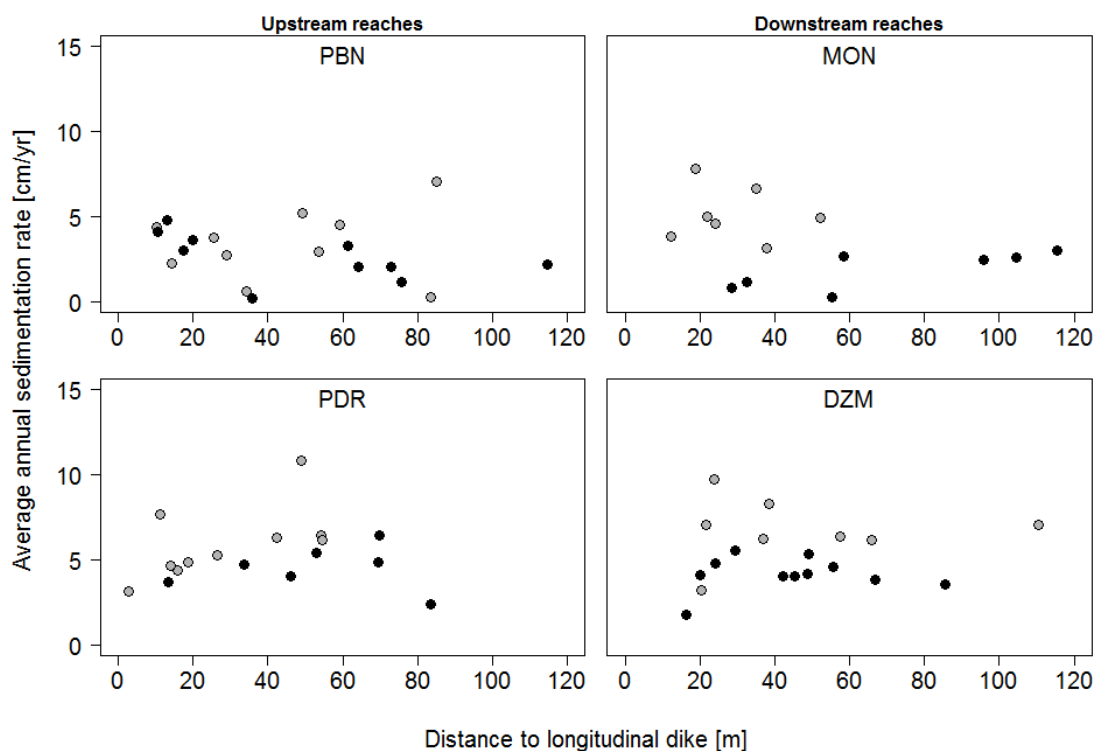 Upstream reaches
Downstream reaches
Average annual sedimentation rate [cm/yr]
PBN
15
10
5
0
0 20 40 60 80 100 120
MON
0 20 40 60 80 100 120
PDR
15
10
5
0
0 20 40 60 80 100 120
DZM
0 20 40 60 80 100 120
Distance to longitudinal dike [m]